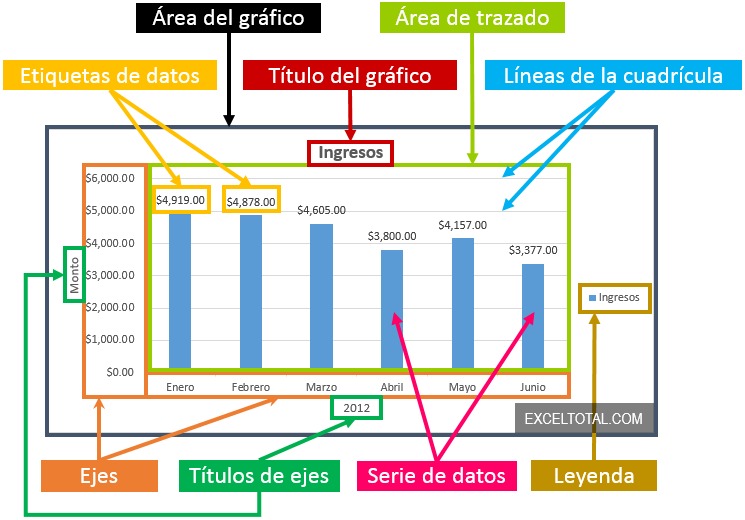 Área del gráfico
Área de trazado
Etiquetas de datos
Título del gráfico
Líneas de la cuadrícula
Ingresos
$6,000.00
$5,000.00
$4,000.00
$3,000.00
$2,000.00
$1,000.00
$0.00
Monto
$4,919.00
$4,878.00
$4,605.00
$3,800.00
$4,157.00
$3,377.00
Ingresos
Enero
Febrero
Marzo
Abril
Mayo
Junio
2012
EXCELTOTAL.COM
Ejes
Títulos de ejes
Serie de datos
Leyenda